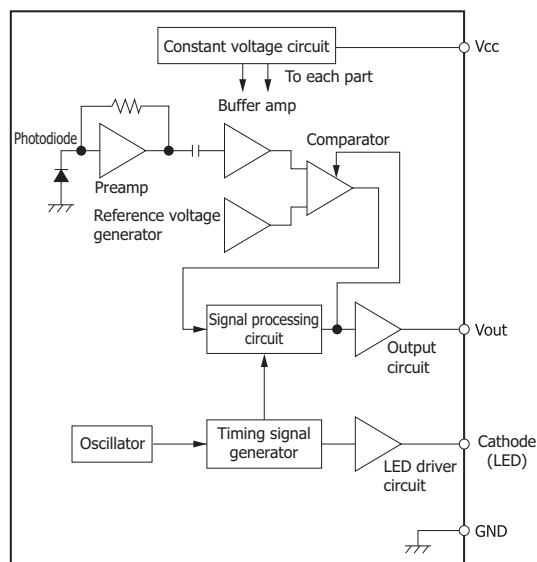 Constant voltage circuit
Vcc
To each part
Buffer amp
Photodiode
Comparator
Preamp
Reference voltage
generator
Signal processing
circuit
Vout
Output
circuit
Oscillator
Timing signal
generator
Cathode
(LED)
LED driver
circuit
GND